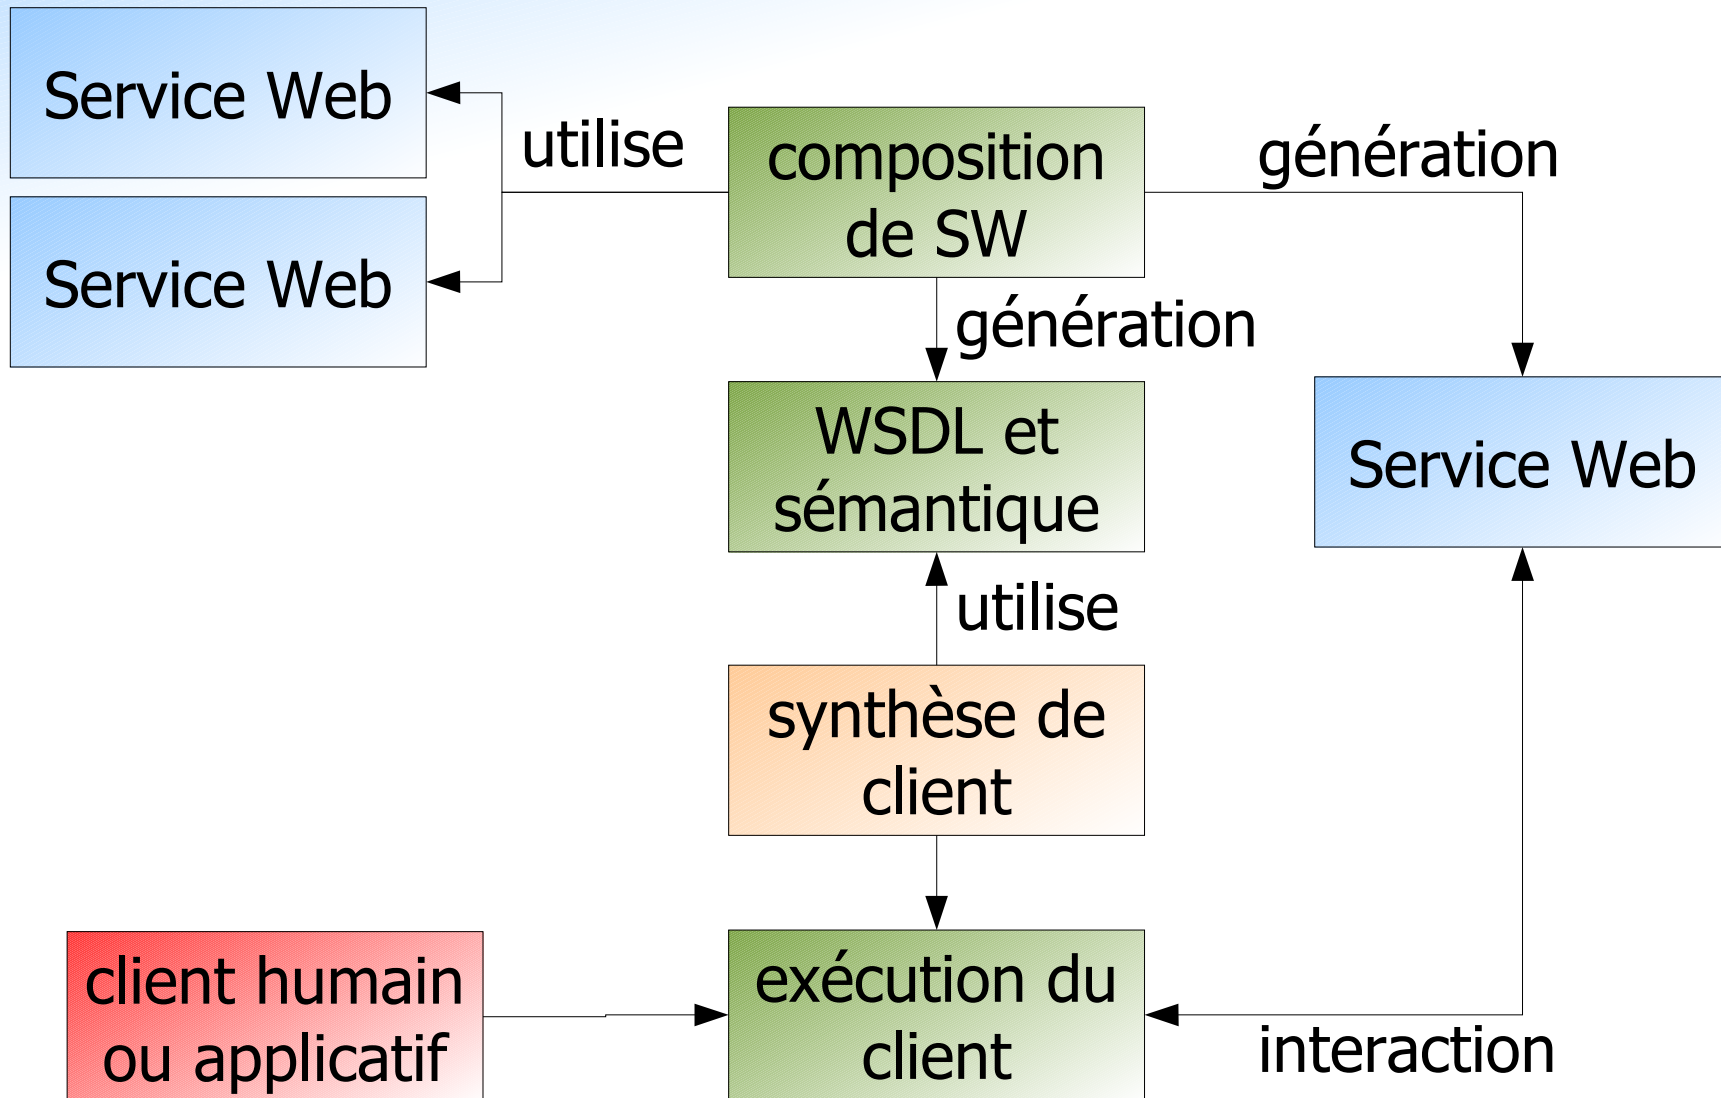 Service Web
utilise
composition
de SW
génération
Service Web
génération
WSDL et
sémantique
Service Web
utilise
synthèse de
client
client humain
ou applicatif
exécution du
client
interaction